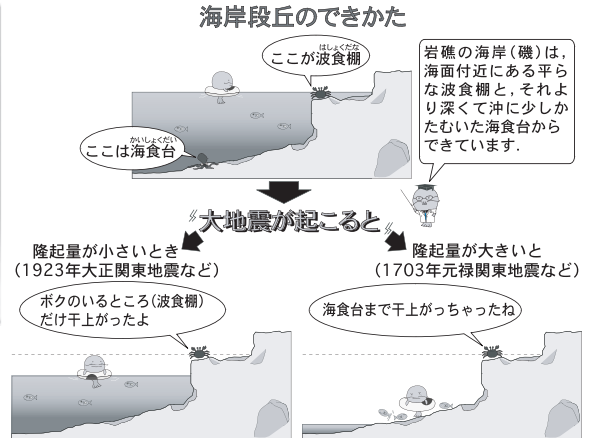 海岸段丘のできかた
はしょくだな
ここが波食棚
岩礁の海岸（磯）は，
海面付近にある平ら
な波食棚と，それよ
り深くて沖に少しか
たむいた海食台から
できています．
かいしょくだい
ここは海食台
大地震が起こると
隆起量が小さいとき
（1923年大正関東地震など）
ボクのいるところ（波食棚）
だけ干上がったよ
隆起量が大きいと
（1703年元禄関東地震など）
海食台まで干上がっちゃったね